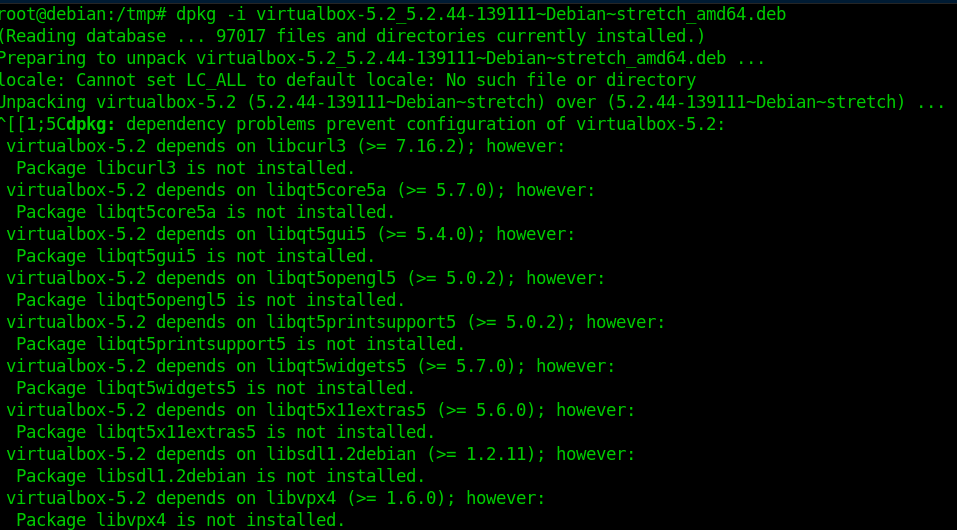 root@debian:/tmp# dpkg -i virtualbox-5.2_5.2.44-139111~Debian~stretch_amd64.deb
(Reading database ... 97017 files and directories currently installed.)
Preparing to unpack virtualbox-5.2_5.2.44-139111~Debian~stretch_amd64.deb ...
locale: Cannot set LC_ALL to default locale: No such file or directory
Unpacking virtualbox-5.2 (5.2.44-139111~Debian~stretch) over (5.2.44-139111~Debian~stretch) ...
^[[1;5Cdpkg: dependency problems prevent configuration of virtualbox-5.2:
 virtualbox-5.2 depends on libcurl3 (>= 7.16.2); however:
  Package libcurl3 is not installed.
 virtualbox-5.2 depends on libqt5core5a (>= 5.7.0); however:
  Package libqt5core5a is not installed.
 virtualbox-5.2 depends on libqt5gui5 (>= 5.4.0); however:
  Package libqt5gui5 is not installed.
 virtualbox-5.2 depends on libqt5opengl5 (>= 5.0.2); however:
  Package libqt5opengl5 is not installed.
 virtualbox-5.2 depends on libqt5printsupport5 (>= 5.0.2); however:
  Package libqt5printsupport5 is not installed.
 virtualbox-5.2 depends on libqt5widgets5 (>= 5.7.0); however:
  Package libqt5widgets5 is not installed.
 virtualbox-5.2 depends on libqt5x11extras5 (>= 5.6.0); however:
  Package libqt5x11extras5 is not installed.
 virtualbox-5.2 depends on libsdl1.2debian (>= 1.2.11); however:
  Package libsdl1.2debian is not installed.
 virtualbox-5.2 depends on libvpx4 (>= 1.6.0); however:
  Package libvpx4 is not installed.